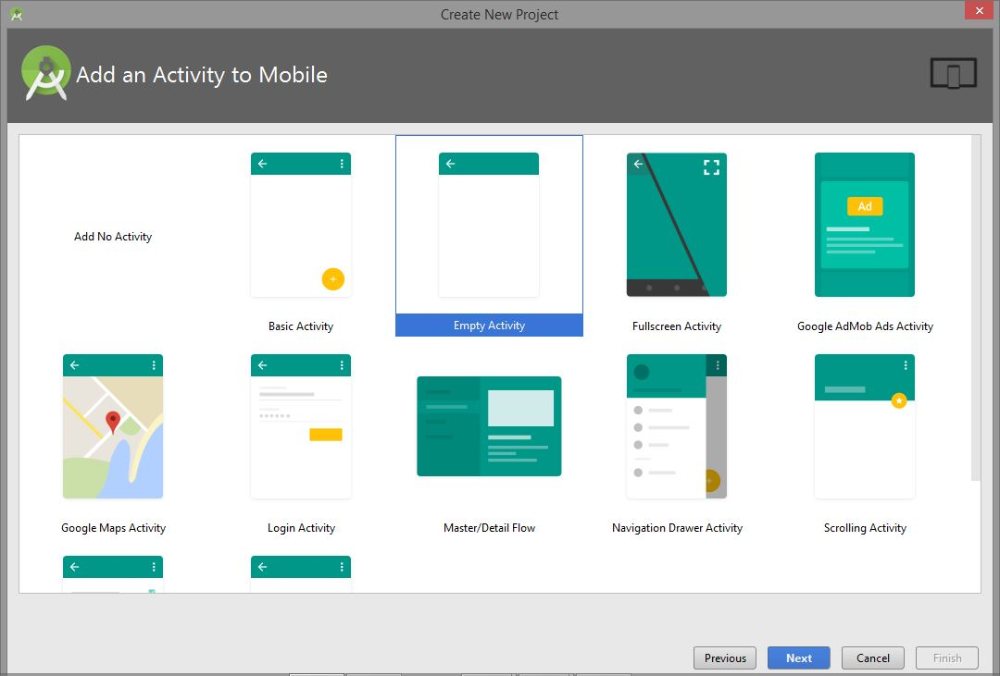 Create New Project
Add an Activity to Mobile
Add No Activity
Basic Activity
Empty Activity
Fullscreen Activity
Ad
Google AdMob Ads Activity
Google Maps Activity
Login Activity
Master/Detail Flow
Navigation Drawer Activity
Scrolling Activity
Previous
Next
Cancel
Finish